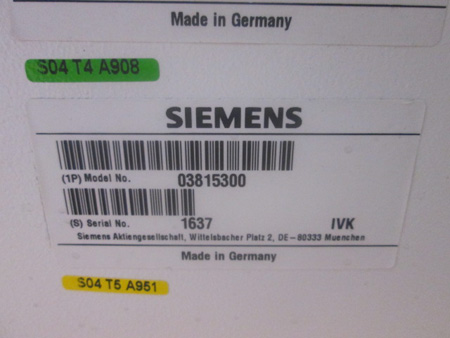 Made in Germany
S04 T4 A908
SIEMENS
(1P) Model No. 03815300
(S) Serial No. 1637 IVK
Siemens Aktiengesellschaft, Wittelsbacher Platz 2, DE-80333 Muenchen
Made in Germany
S04 T5 A951